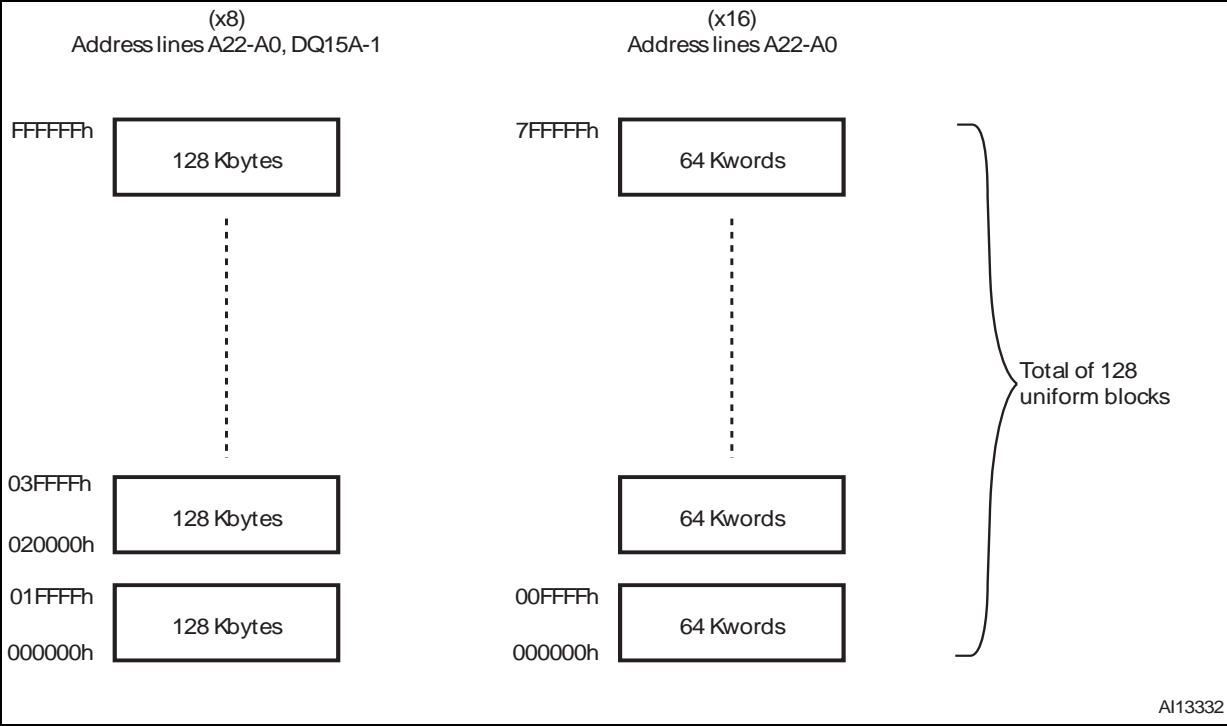 (x8)
Address lines A22-A0, DQ15A-1
(x16)
Address lines A22-A0
FFFFFFh
128 Kbytes
7FFFFFh
64 Kwords
Total of 128
uniform blocks
03FFFFh
128 Kbytes
020000h
64 Kwords
01FFFFh
128 Kbytes
000000h
00FFFFh
64 Kwords
000000h
AI13332